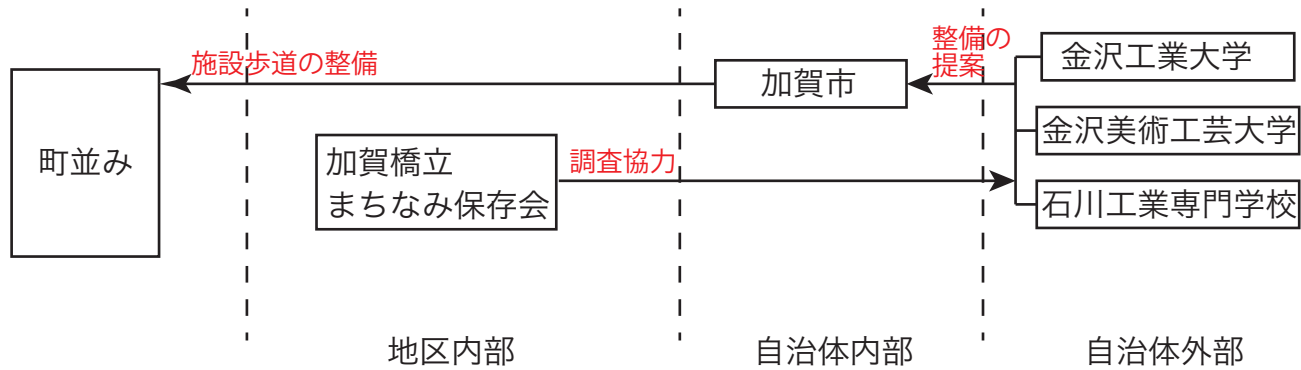 施設歩道の整備
整備の
提案
金沢工業大学
加賀市
町並み
加賀橋立
まちなみ保存会
調査協力
金沢美術工芸大学
石川工業専門学校
地区内部
自治体内部
自治体外部